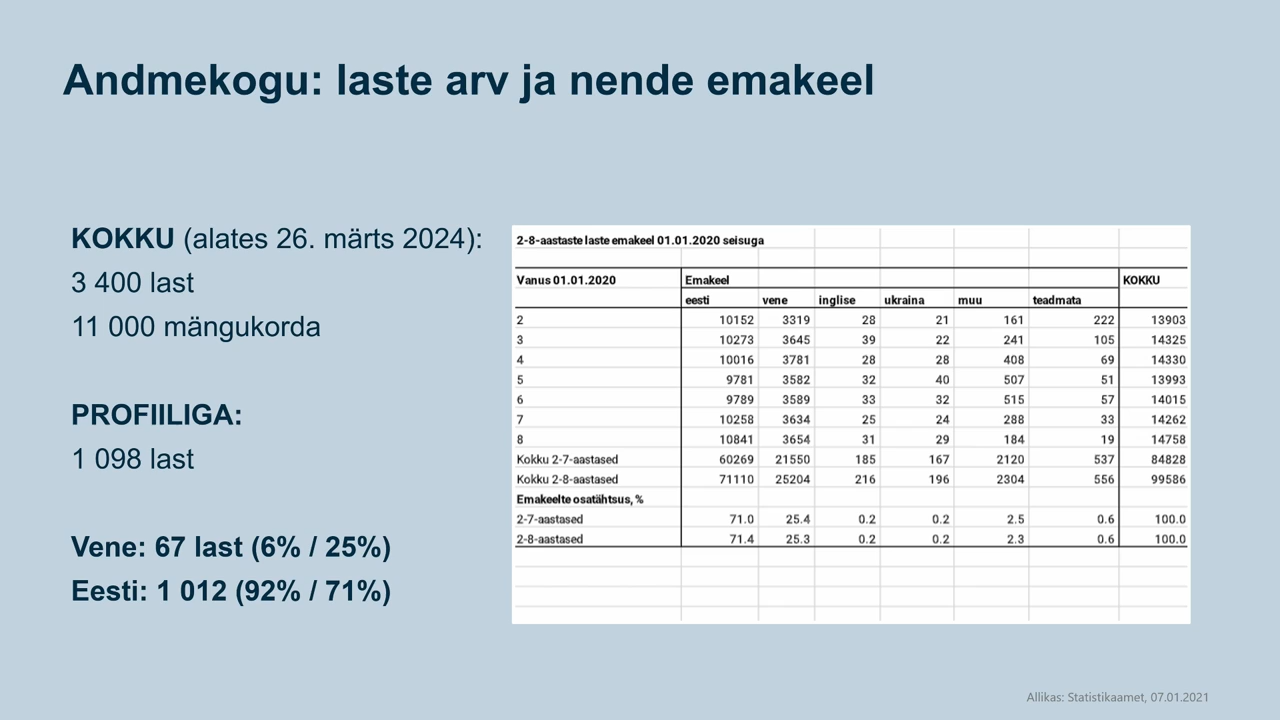 Andmekogu: laste arv ja nende emakeel
KOKKU (alates 26. märts 2024):
3 400 last
11 000 mängukorda
PROFIILIGA:
1 098 last
Vene: 67 last (6% / 25%)
Eesti: 1 012 (92% / 71%)
2-8-aastaste laste emakeel 01.01.2020 seisuga
Vanus 01.01.2020 Emakeel KOKKU
eesti vene inglise ukraina muu teadmata
2 10152 3319 28 21 161 222 13903
3 10273 3645 39 22 241 105 14325
4 10016 3781 28 28 408 69 14330
5 9781 3582 32 40 507 51 13993
6 9789 3589 33 32 515 57 14015
7 10258 3634 25 24 288 33 14262
8 10841 3654 31 29 184 19 14758
Kokku 2-7-aastased 60269 21550 185 167 2120 537 84828
Kokku 2-8-aastased 71110 25204 216 196 2304 556 99586
Emakeelte osatähtsus, %
2-7-aastased 71.0 25.4 0.2 0.2 2.5 0.6 100.0
2-8-aastased 71.4 25.3 0.2 0.2 2.3 0.6 100.0
Allikas: Statistikaamet, 07.01.2021